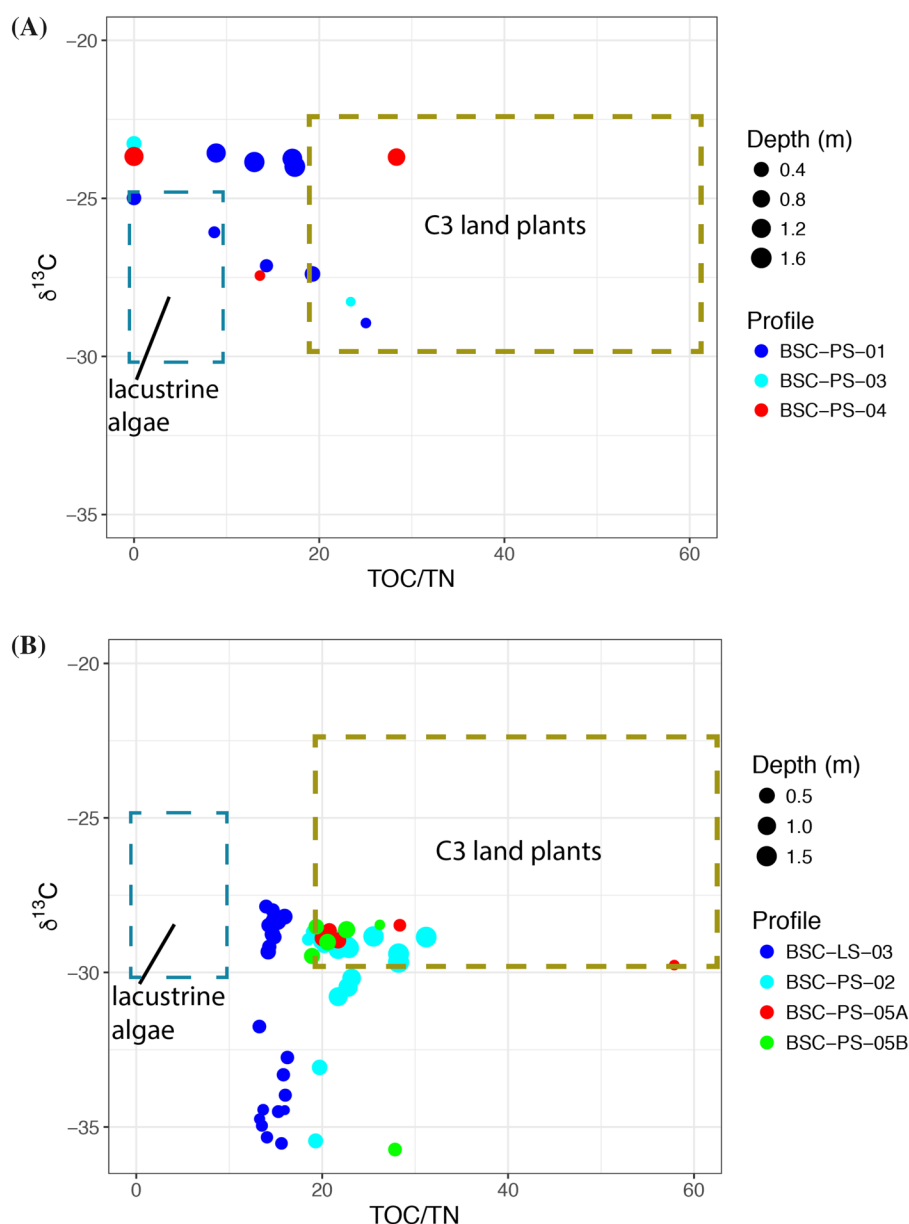 (A)
−20
−25
−30
−35
δ¹³C
C3 land plants
lacustrine
algae
0
20
40
60
TOC/TN
Depth (m)
0.4
0.8
1.2
1.6
Profile
BSC−PS−01
BSC−PS−03
BSC−PS−04
(B)
−20
−25
−30
−35
δ¹³C
C3 land plants
lacustrine
algae
0
20
40
60
TOC/TN
Depth (m)
0.5
1.0
1.5
Profile
BSC−LS−03
BSC−PS−02
BSC−PS−05A
BSC−PS−05B